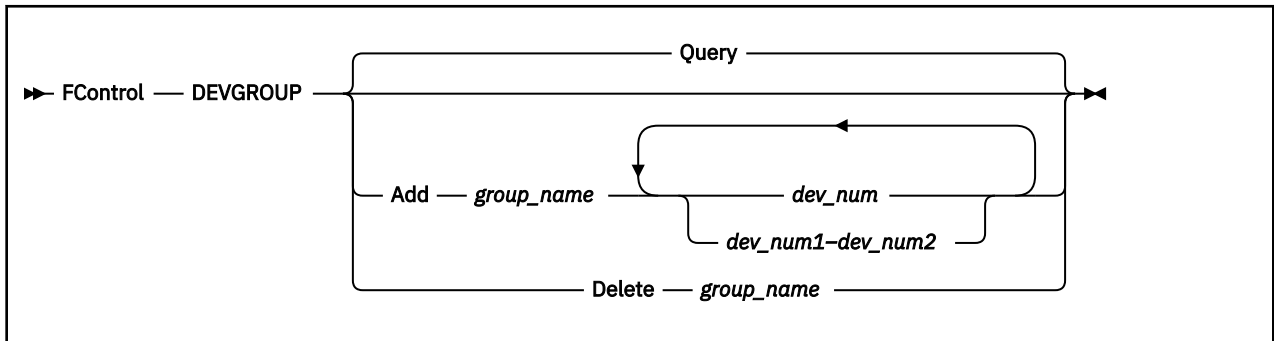 Query
FControl — DEVGROUP
Add — group_name
dev_num
dev_num1–dev_num2
Delete — group_name